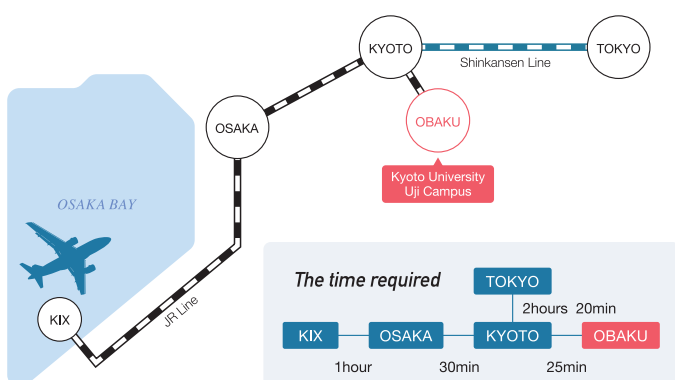 KYOTO
TOKYO
Shinkansen Line
OSAKA
OBAKU
Kyoto University
Uji Campus
OSAKA BAY
KIX
JR Line
The time required
TOKYO
2hours 20min
KIX
OSAKA
KYOTO
OBAKU
1hour
30min
25min